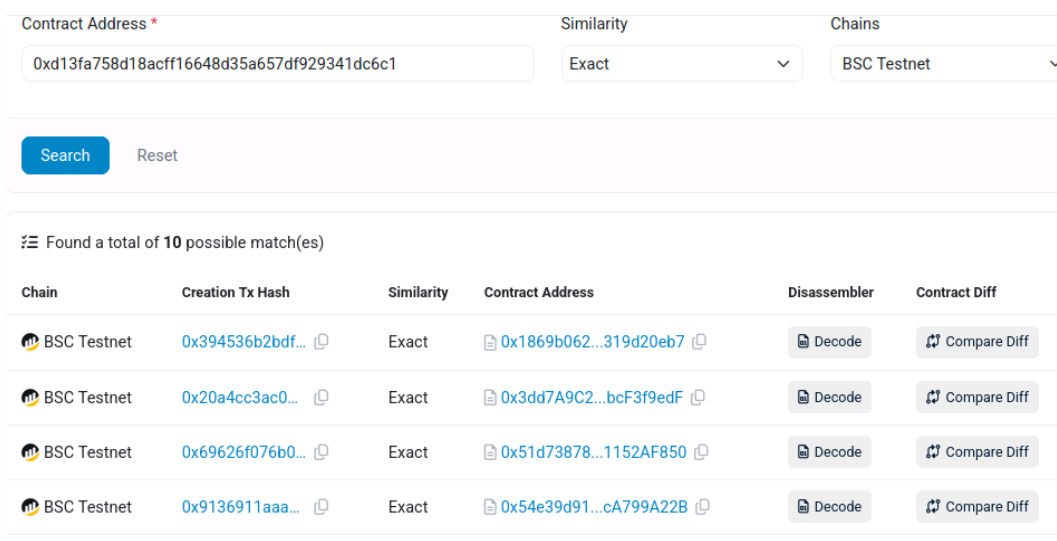 Contract Address * Similarity Chains
0xd13fa758d18acff16648d35a657df929341dc6c1 Exact BSC Testnet
Search Reset
Found a total of 10 possible match(es)
Chain Creation Tx Hash Similarity Contract Address Disassembler Contract Diff
BSC Testnet 0x394536b2bdf... Exact 0x1869b062...319d20eb7 Decode Compare Diff
BSC Testnet 0x20a4cc3ac0... Exact 0x3dd7A9C2...bcF3f9edF Decode Compare Diff
BSC Testnet 0x69626f076b0... Exact 0x51d73878...1152AF850 Decode Compare Diff
BSC Testnet 0x9136911aaa... Exact 0x54e39d91...cA799A22B Decode Compare Diff